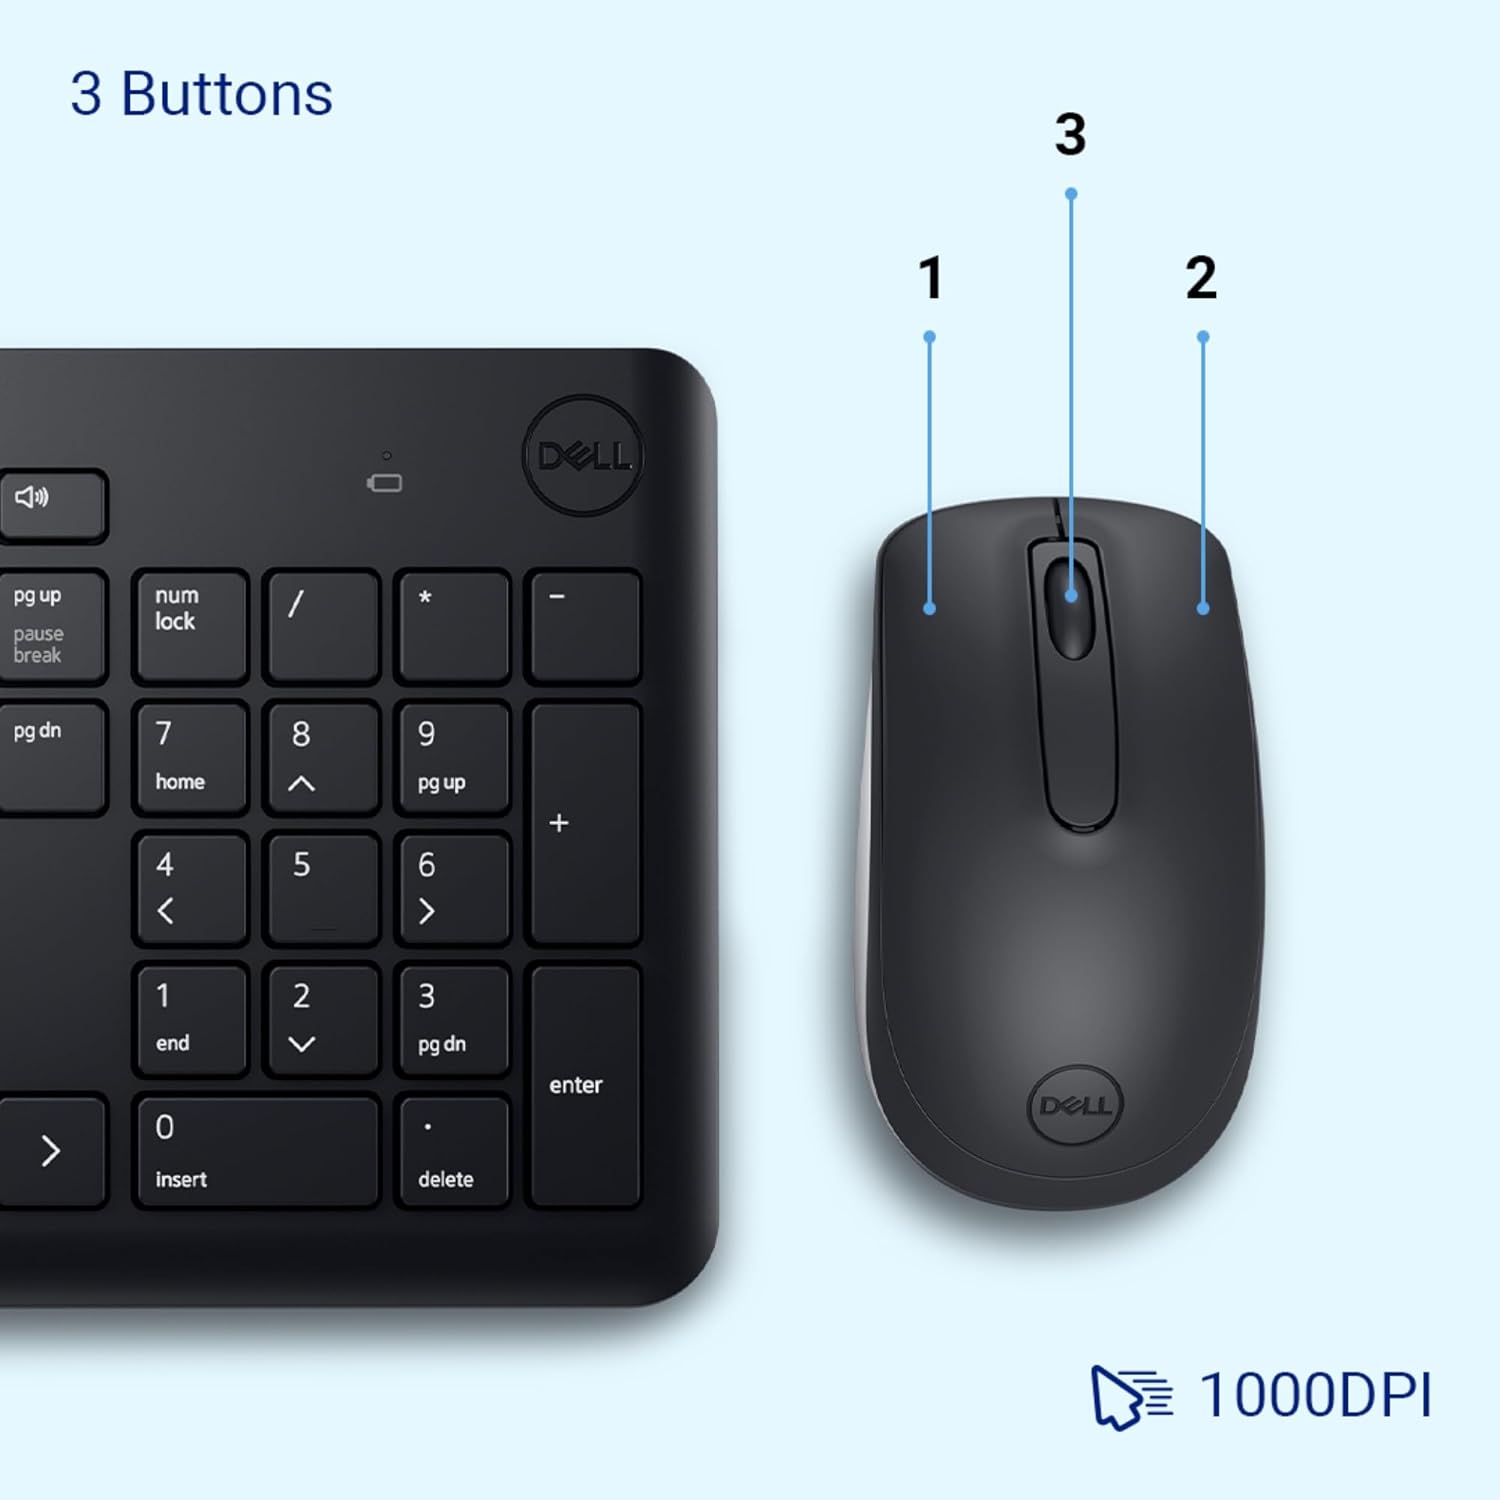 3 Buttons
3
1
2
DELL
pg up
pause
break
num
lock
/
*
−
pg dn
7
home
8
9
pg up
+
4
5
6
1
end
2
3
pg dn
enter
0
insert
.
delete
DELL
1000DPI